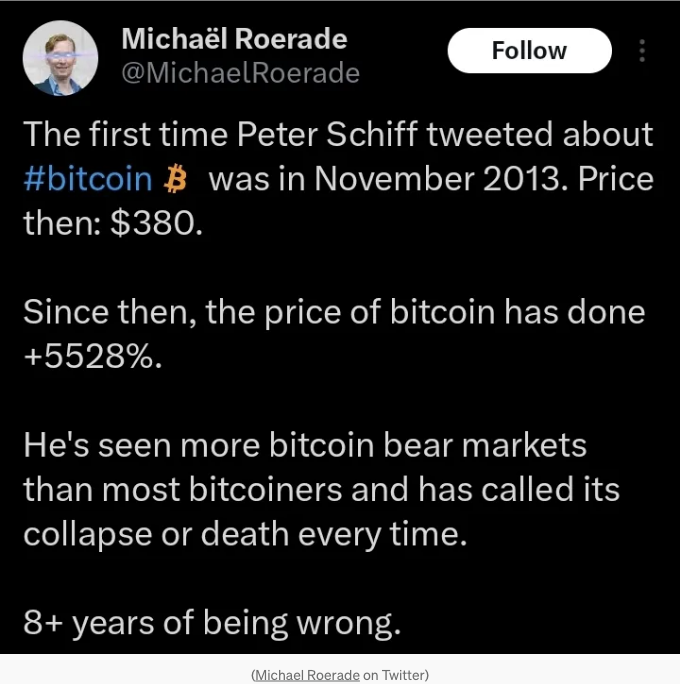 Michaël Roerade
@MichaelRoerade
Follow
The first time Peter Schiff tweeted about
#bitcoin ₿ was in November 2013. Price
then: $380.
Since then, the price of bitcoin has done
+5528%.
He's seen more bitcoin bear markets
than most bitcoiners and has called its
collapse or death every time.
8+ years of being wrong.
(Michael Roerade on Twitter)